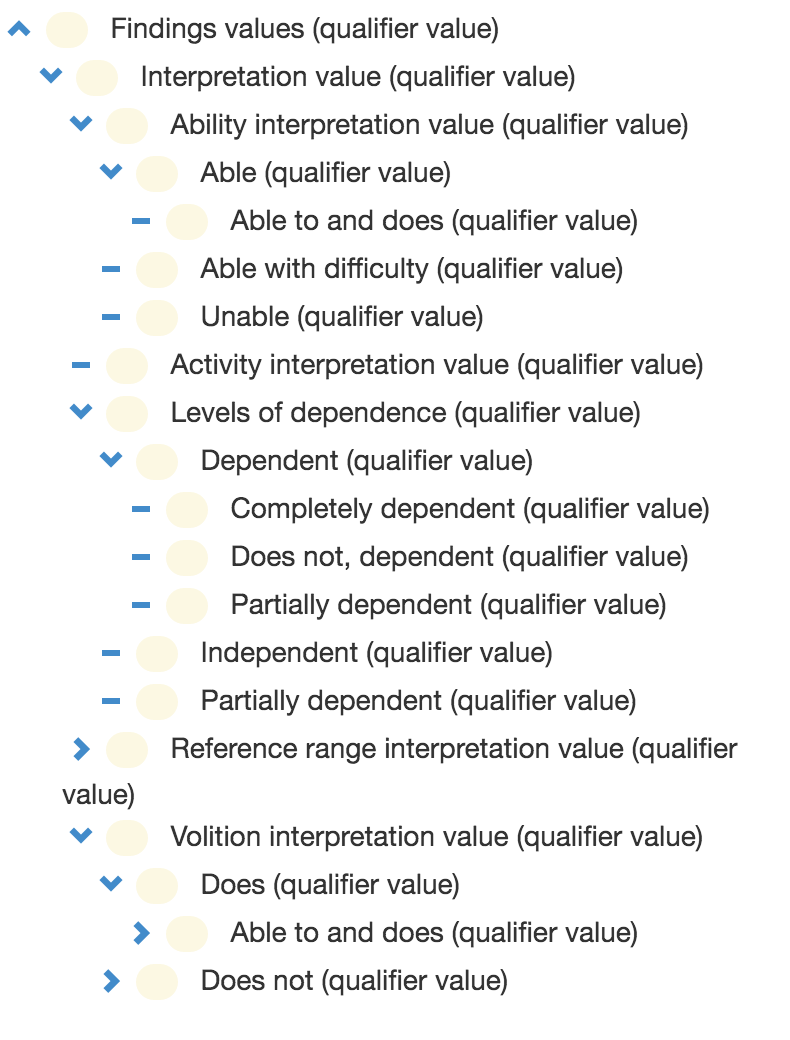 Findings values (qualifier value)
Interpretation value (qualifier value)
Ability interpretation value (qualifier value)
Able (qualifier value)
Able to and does (qualifier value)
Able with difficulty (qualifier value)
Unable (qualifier value)
Activity interpretation value (qualifier value)
Levels of dependence (qualifier value)
Dependent (qualifier value)
Completely dependent (qualifier value)
Does not, dependent (qualifier value)
Partially dependent (qualifier value)
Independent (qualifier value)
Partially dependent (qualifier value)
Reference range interpretation value (qualifier
value)
Volition interpretation value (qualifier value)
Does (qualifier value)
Able to and does (qualifier value)
Does not (qualifier value)